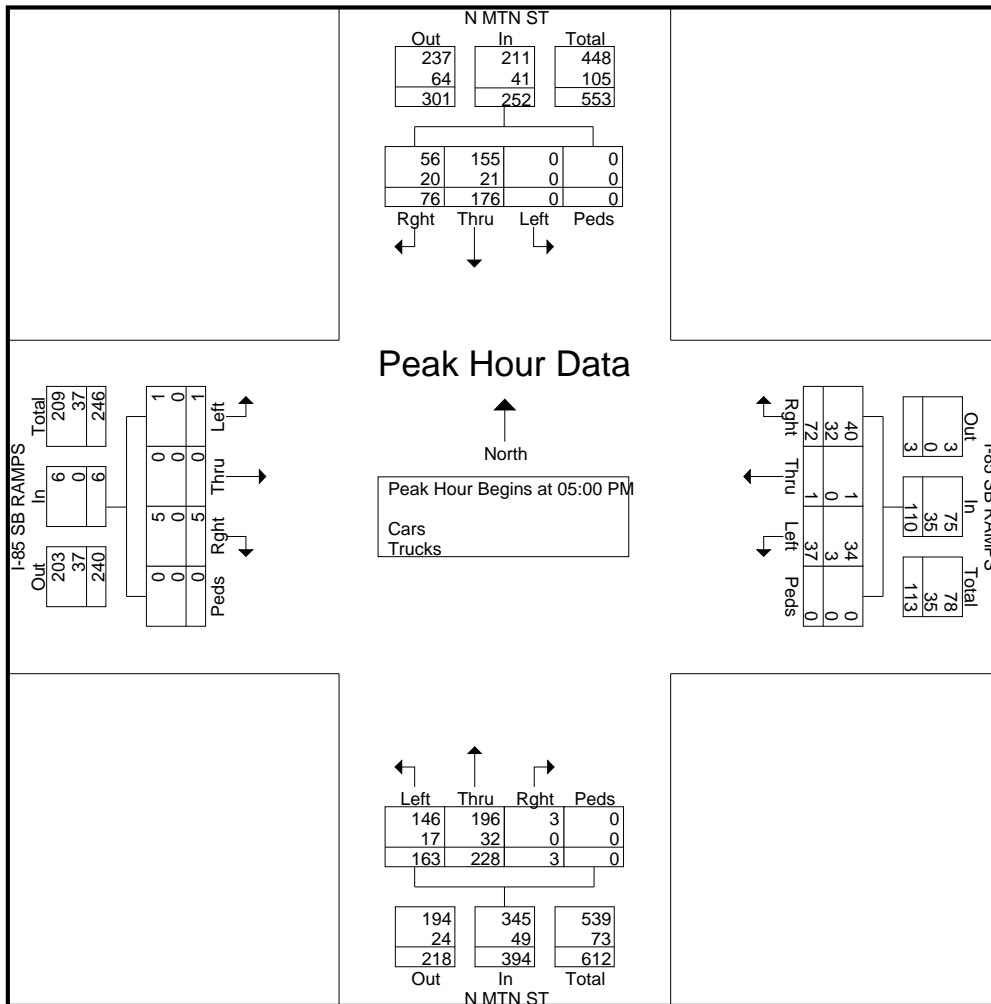 N MTN ST
Out In Total
237 211 448
64 41 105
301 252 553
56 155 0 0
20 21 0 0
76 176 0 0
Rght Thru Left Peds
Peak Hour Data
North
Peak Hour Begins at 05:00 PM
Cars
Trucks
I-85 SB RAMPS
Total In Out
209 6 203
37 0 37
246 6 240
1 0 5 0
0 0 0 0
1 0 5 0
Left Thru Rght Peds
I-85 SB RAMPS
Out In Total
3 75 78
0 35 35
3 110 113
40 1 34 0
32 0 3 0
72 1 37 0
Rght Thru Left Peds
Left Thru Rght Peds
146 196 3 0
17 32 0 0
163 228 3 0
194 345 539
24 49 73
218 394 612
Out In Total
N MTN ST